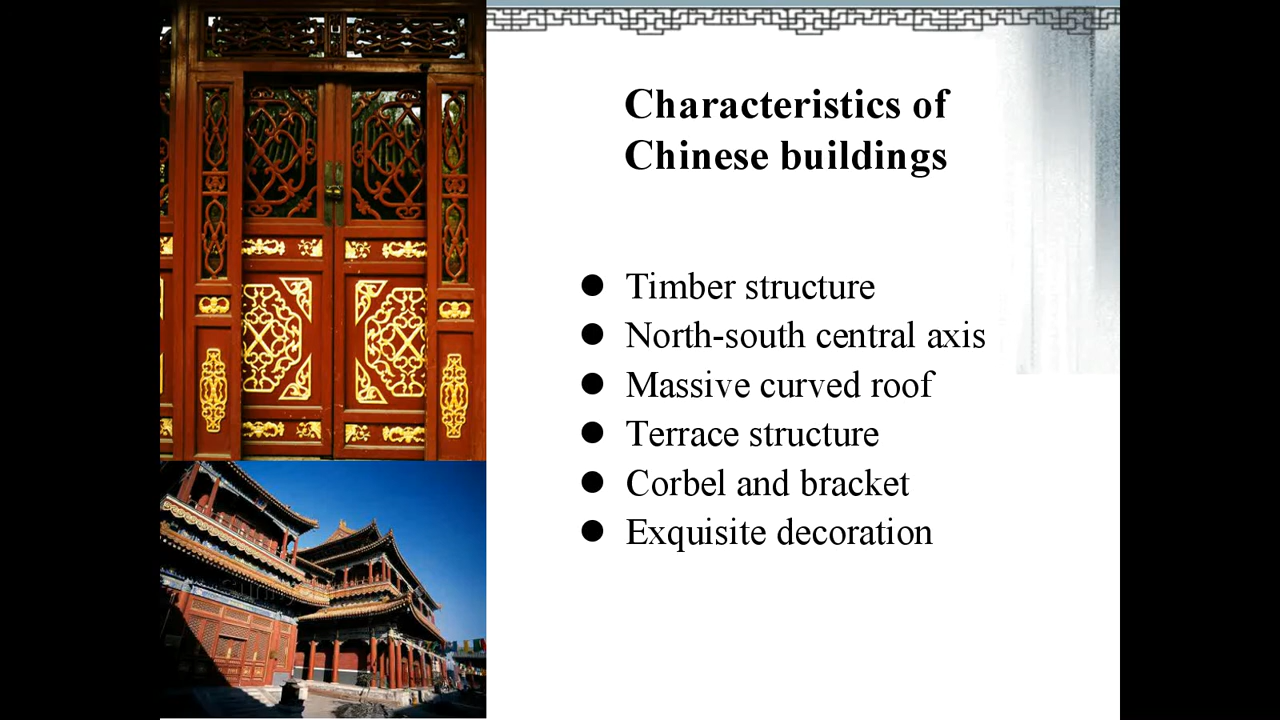 Characteristics of
Chinese buildings
● Timber structure
● North-south central axis
● Massive curved roof
● Terrace structure
● Corbel and bracket
● Exquisite decoration